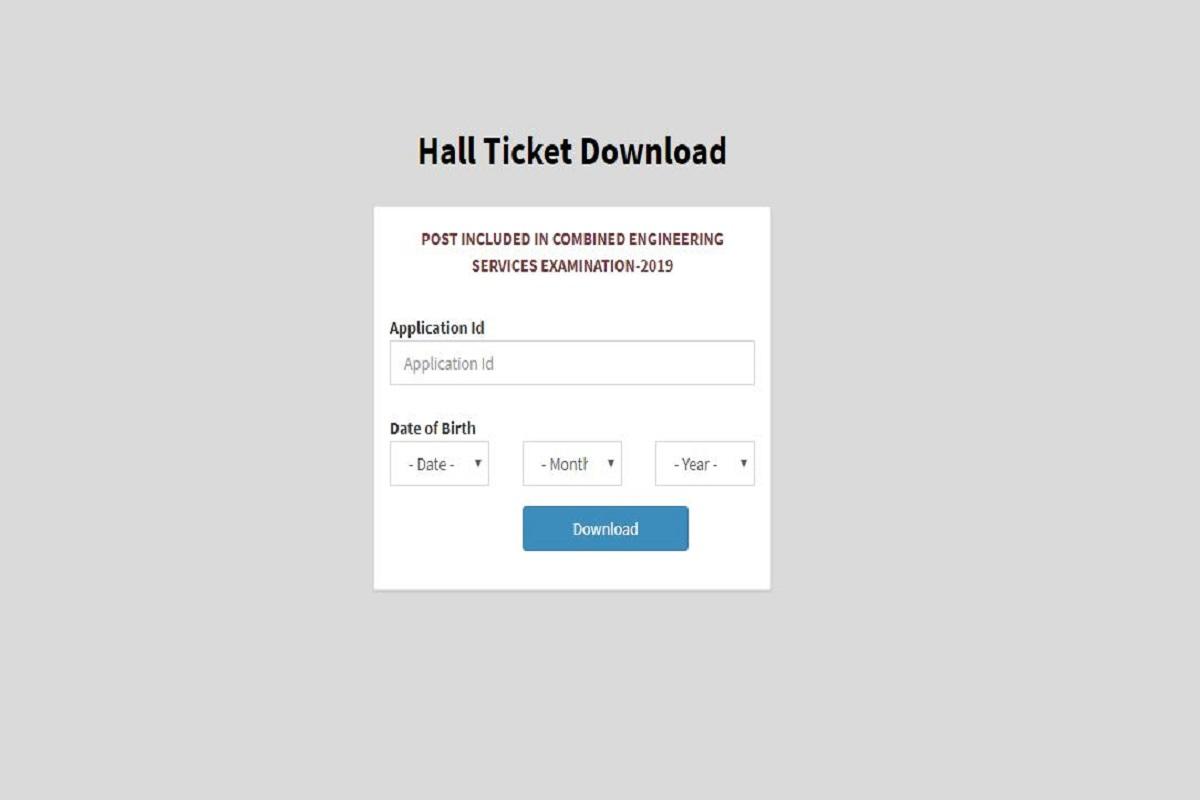 Hall Ticket Download
POST INCLUDED IN COMBINED ENGINEERING
SERVICES EXAMINATION-2019
Application Id
Application Id
Date of Birth
- Date - - Month - Year -
Download